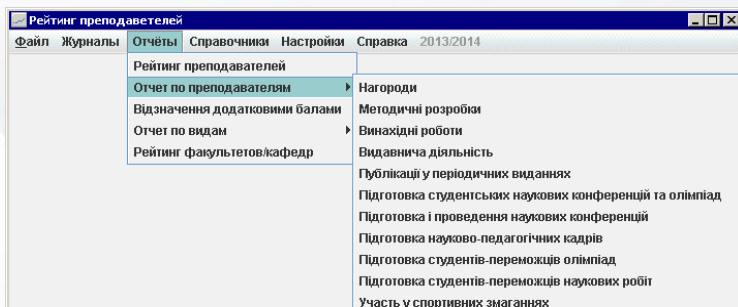 Рейтинг преподаветелей
Файл Журналы Отчёты Справочники Настройки Справка 2013/2014
Рейтинг преподавателей
Отчет по преподавателям
Відзначення додатковими балами
Отчет по видам
Рейтинг факультетов/кафедр
Нагороди
Методичні розробки
Винахідні роботи
Видавнича діяльність
Публікації у періодичних виданнях
Підготовка студентських наукових конференцій та олімпіад
Підготовка і проведення наукових конференцій
Підготовка науково-педагогічних кадрів
Підготовка студентів-переможців олімпіад
Підготовка студентів-переможців наукових робіт
Участь у спортивних змаганнях